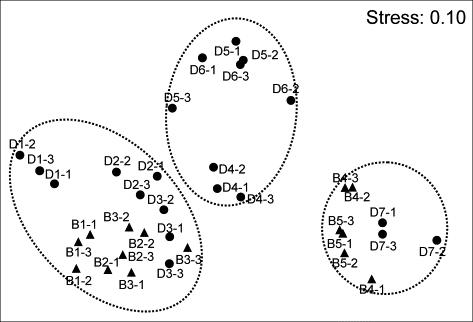 Stress: 0.10
D5-1
D5-2
D6-1
D6-3
D5-3
D6-2
D1-2
D1-3
D1-1
D2-2
D2-1
D2-3
D3-2
D4-2
D4-1
D4-3
B4-3
B4-2
B1-1
B3-2
D3-1
B5-3
D7-1
B1-3
B2-2
B3-3
B5-1
D7-3
D7-2
B2-1
B2-3
B5-2
D3-3
B1-2
B3-1
B4-1